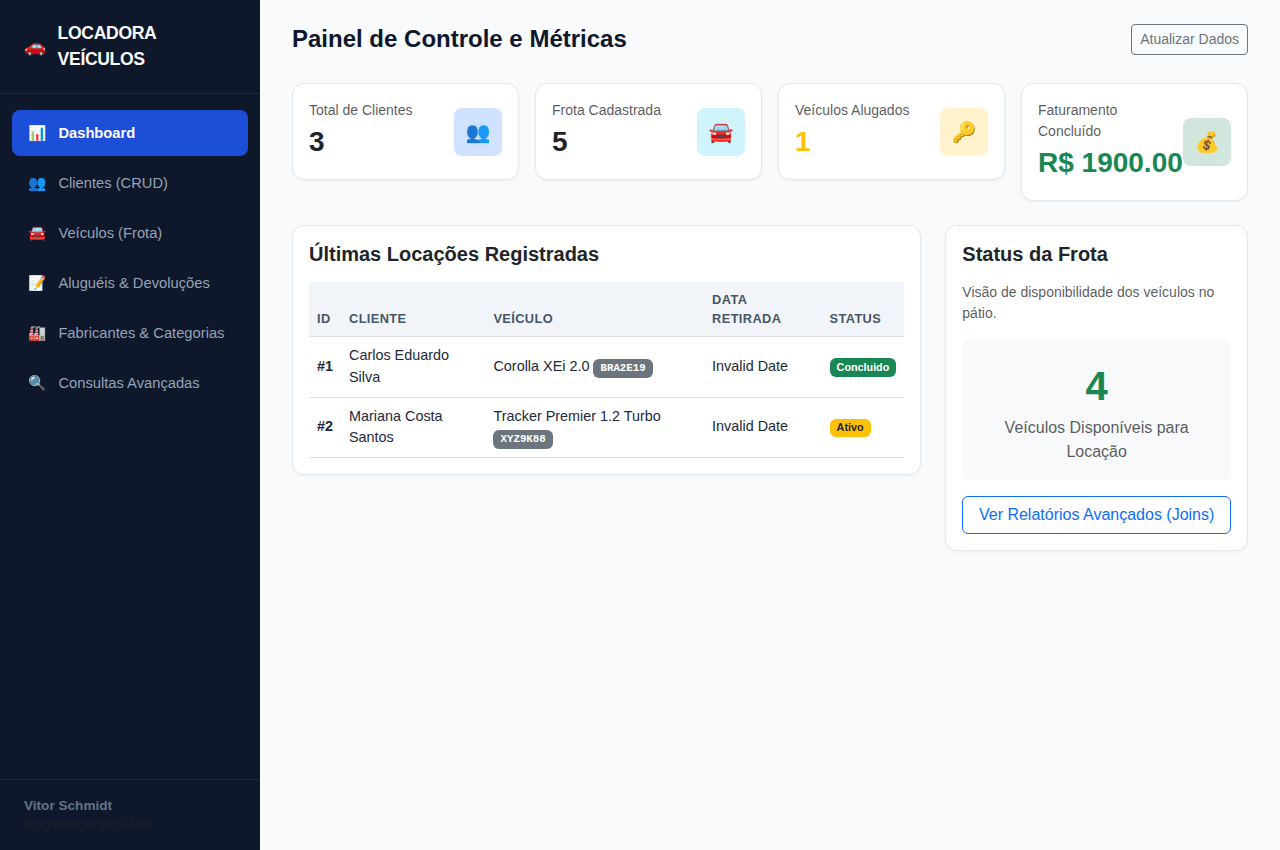 LOCADORA
VEÍCULOS
Dashboard
Clientes (CRUD)
Veículos (Frota)
Aluguéis & Devoluções
Fabricantes & Categorias
Consultas Avançadas
Vitor Schmidt
Programação Back-End
Painel de Controle e Métricas
Atualizar Dados
Total de Clientes
3
Frota Cadastrada
5
Veículos Alugados
1
Faturamento
Concluído
R$ 1900.00
Últimas Locações Registradas
ID CLIENTE VEÍCULO DATA RETIRADA STATUS
#1 Carlos Eduardo Silva Corolla XEi 2.0 BRA2E19 Invalid Date Concluido
#2 Mariana Costa Santos Tracker Premier 1.2 Turbo XYZ9K88 Invalid Date Ativo
Status da Frota
Visão de disponibilidade dos veículos no
pátio.
4
Veículos Disponíveis para
Locação
Ver Relatórios Avançados (Joins)